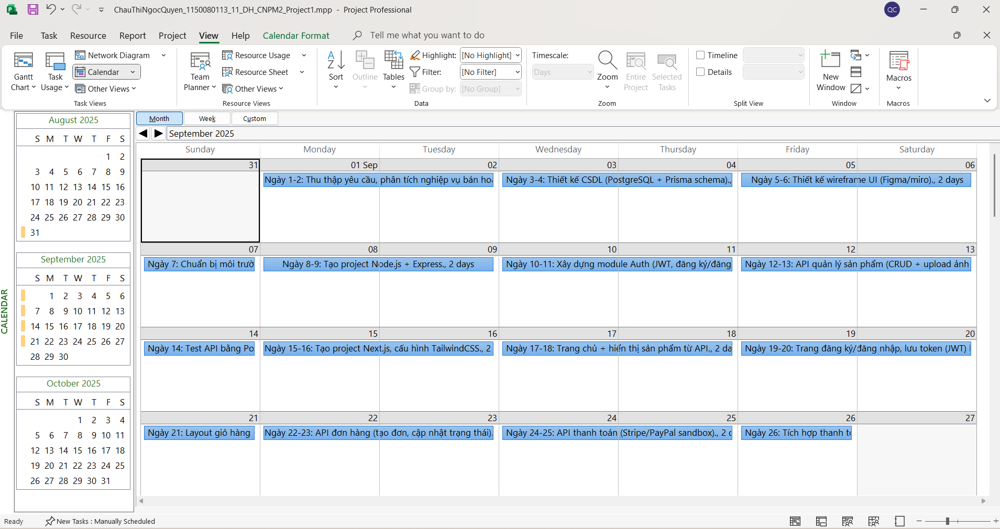 ChauThiNgocQuyen_1150080113_11_DH_CNPM2_Project1.mpp - Project Professional
QC
File Task Resource Report Project View Help Calendar Format Tell me what you want to do
Gantt Chart
Task Usage
Network Diagram
Calendar
Other Views
Task Views
Team Planner
Resource Usage
Resource Sheet
Other Views
Resource Views
A Z
Sort
Outline
Tables
Highlight: [No Highlight]
Filter: [No Filter]
Group by: [No Group]
Data
Timescale:
Days
Zoom
Entire Project
Selected Tasks
Zoom
Timeline
Details
Split View
New Window
Window
Macros
Macros
CALENDAR
August 2025
S M T W T F S
1 2
3 4 5 6 7 8 9
10 11 12 13 14 15 16
17 18 19 20 21 22 23
24 25 26 27 28 29 30
31
September 2025
S M T W T F S
1 2 3 4 5 6
7 8 9 10 11 12 13
14 15 16 17 18 19 20
21 22 23 24 25 26 27
28 29 30
October 2025
S M T W T F S
1 2 3 4
5 6 7 8 9 10 11
12 13 14 15 16 17 18
19 20 21 22 23 24 25
26 27 28 29 30 31
Month Week Custom
September 2025
Sunday Monday Tuesday Wednesday Thursday Friday Saturday
31 01 Sep 02 03 04 05 06
Ngày 1-2: Thu thập yêu cầu, phân tích nghiệp vụ bán ho
Ngày 3-4: Thiết kế CSDL (PostgreSQL + Prisma schema).,
Ngày 5-6: Thiết kế wireframe UI (Figma/miro)., 2 days
07 08 09 10 11 12 13
Ngày 7: Chuẩn bị môi trườ
Ngày 8-9: Tạo project Node.js + Express., 2 days
Ngày 10-11: Xây dựng module Auth (JWT, đăng ký/đăng
Ngày 12-13: API quản lý sản phẩm (CRUD + upload ảnh
14 15 16 17 18 19 20
Ngày 14: Test API bằng Po
Ngày 15-16: Tạo project Next.js, cấu hình TailwindCSS., 2
Ngày 17-18: Trang chủ + hiển thị sản phẩm từ API., 2 da
Ngày 19-20: Trang đăng ký/đăng nhập, lưu token (JWT)
21 22 23 24 25 26 27
Ngày 21: Layout giỏ hàng
Ngày 22-23: API đơn hàng (tạo đơn, cập nhật trạng thái).
Ngày 24-25: API thanh toán (Stripe/PayPal sandbox)., 2 d
Ngày 26: Tích hợp thanh t
Ready New Tasks : Manually Scheduled